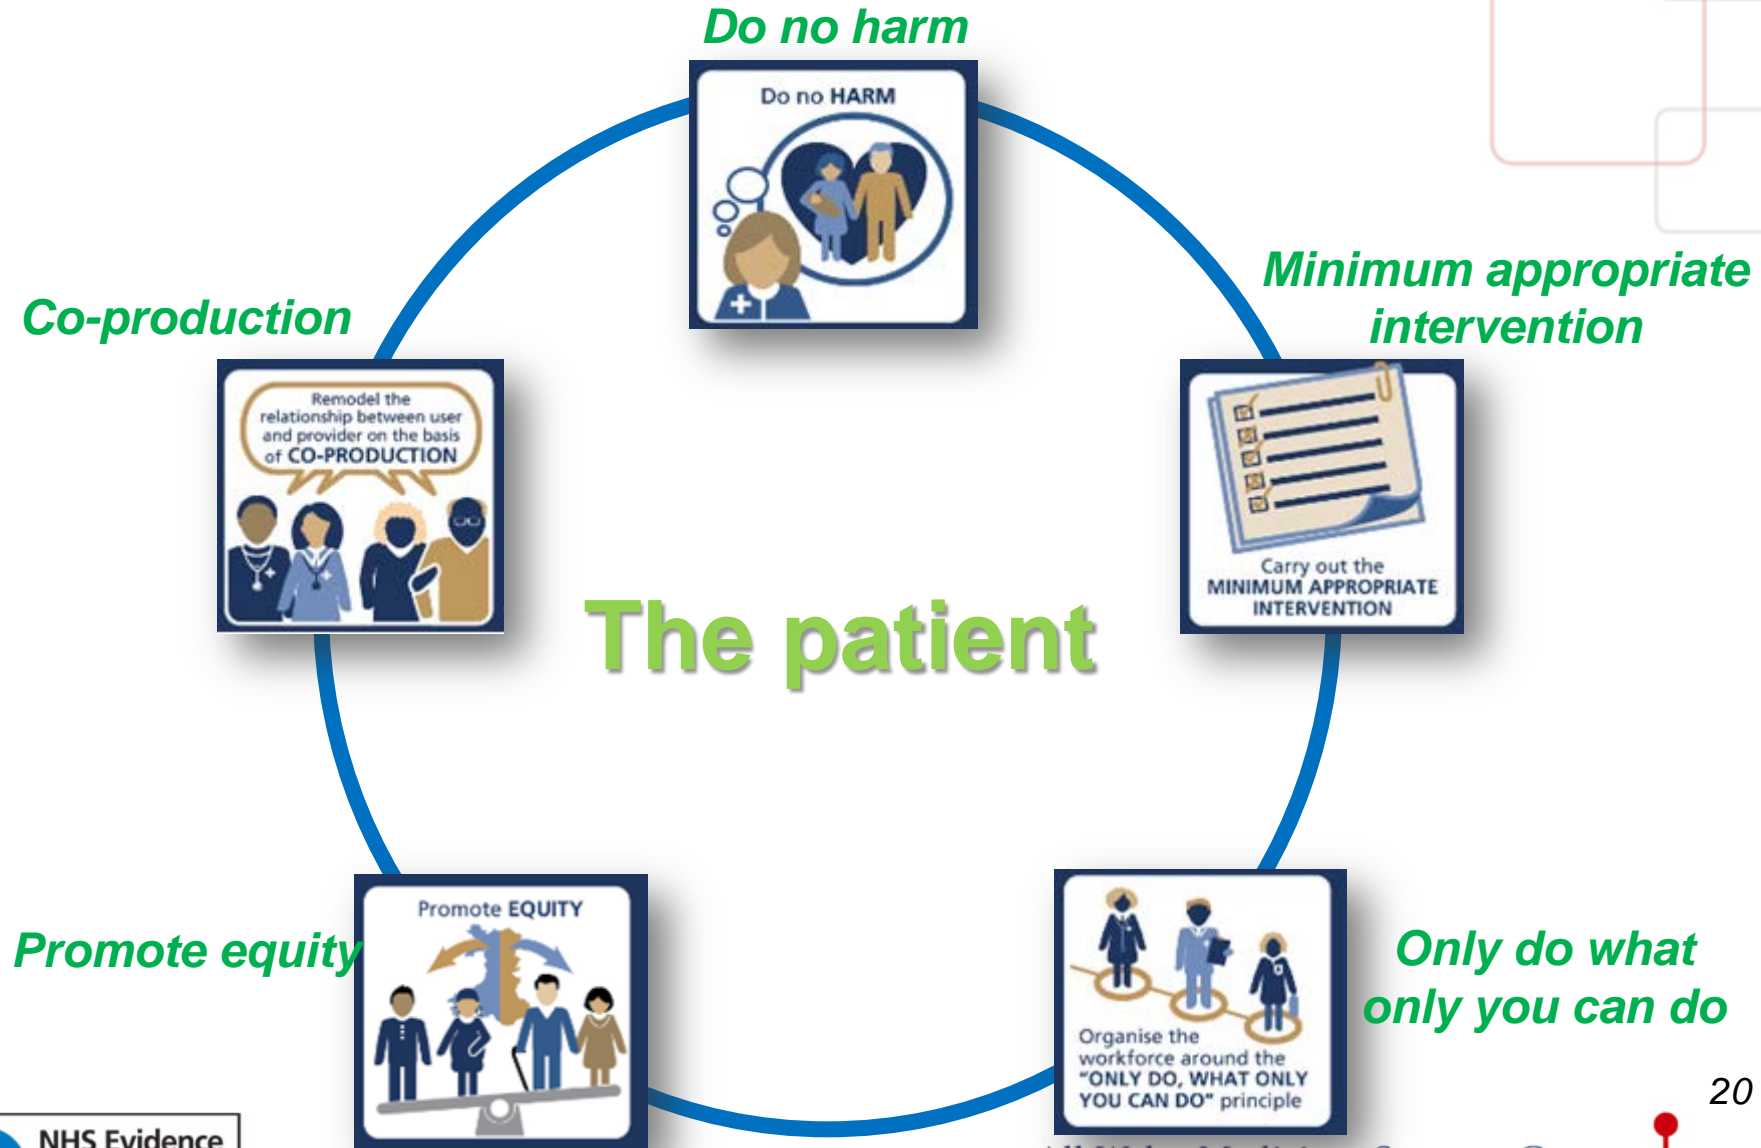 Do no harm
Do no HARM
Minimum appropriate
intervention
Carry out the
MINIMUM APPROPRIATE
INTERVENTION
Co-production
Remodel the
relationship between user
and provider on the basis
of CO-PRODUCTION
The patient
Promote equity
Promote EQUITY
Only do what
only you can do
Organise the
workforce around the
"ONLY DO, WHAT ONLY
YOU CAN DO" principle
20
NHS Evidence